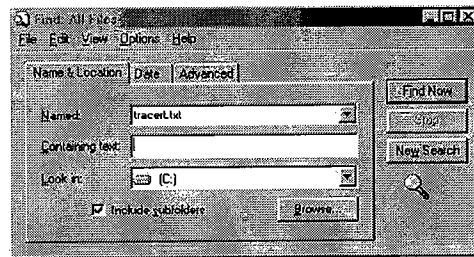 Find: All Files
File Edit View Options Help
Name & Location Date Advanced
Find Now
Named: tracert.txt
Stop
Containing text:
New Search
Look in: (C:)
Include subfolders Browse...